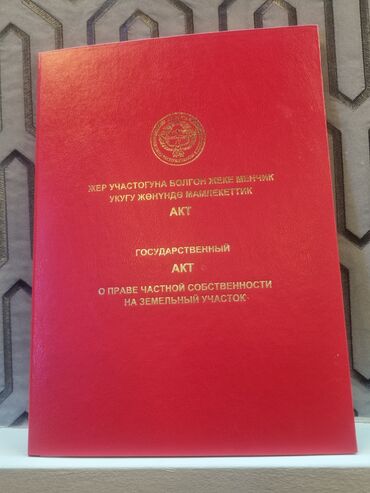 ЖЕР УЧАСТОГУНА БОЛГОН ЖЕКЕ МЕНЧИК
УКУГУ ЖӨНҮНДӨ МАМЛЕКЕТТИК
АКТ
ГОСУДАРСТВЕННЫЙ
АКТ
О ПРАВЕ ЧАСТНОЙ СОБСТВЕННОСТИ
НА ЗЕМЕЛЬНЫЙ УЧАСТОК